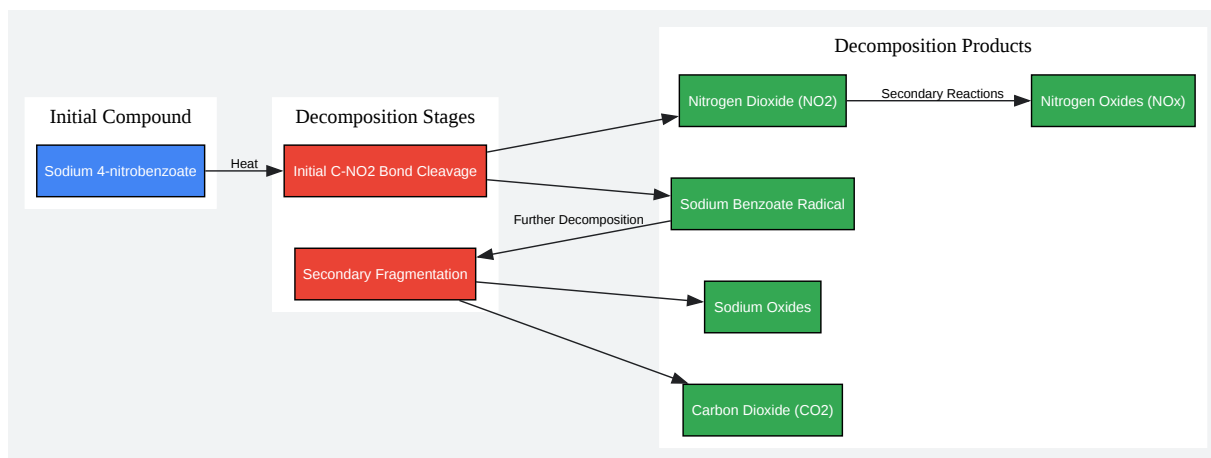 Decomposition Products
Initial Compound
Decomposition Stages
Sodium 4-nitrobenzoate
Heat
Initial C-NO2 Bond Cleavage
Nitrogen Dioxide (NO2)
Secondary Reactions
Nitrogen Oxides (NOx)
Sodium Benzoate Radical
Further Decomposition
Secondary Fragmentation
Sodium Oxides
Carbon Dioxide (CO2)